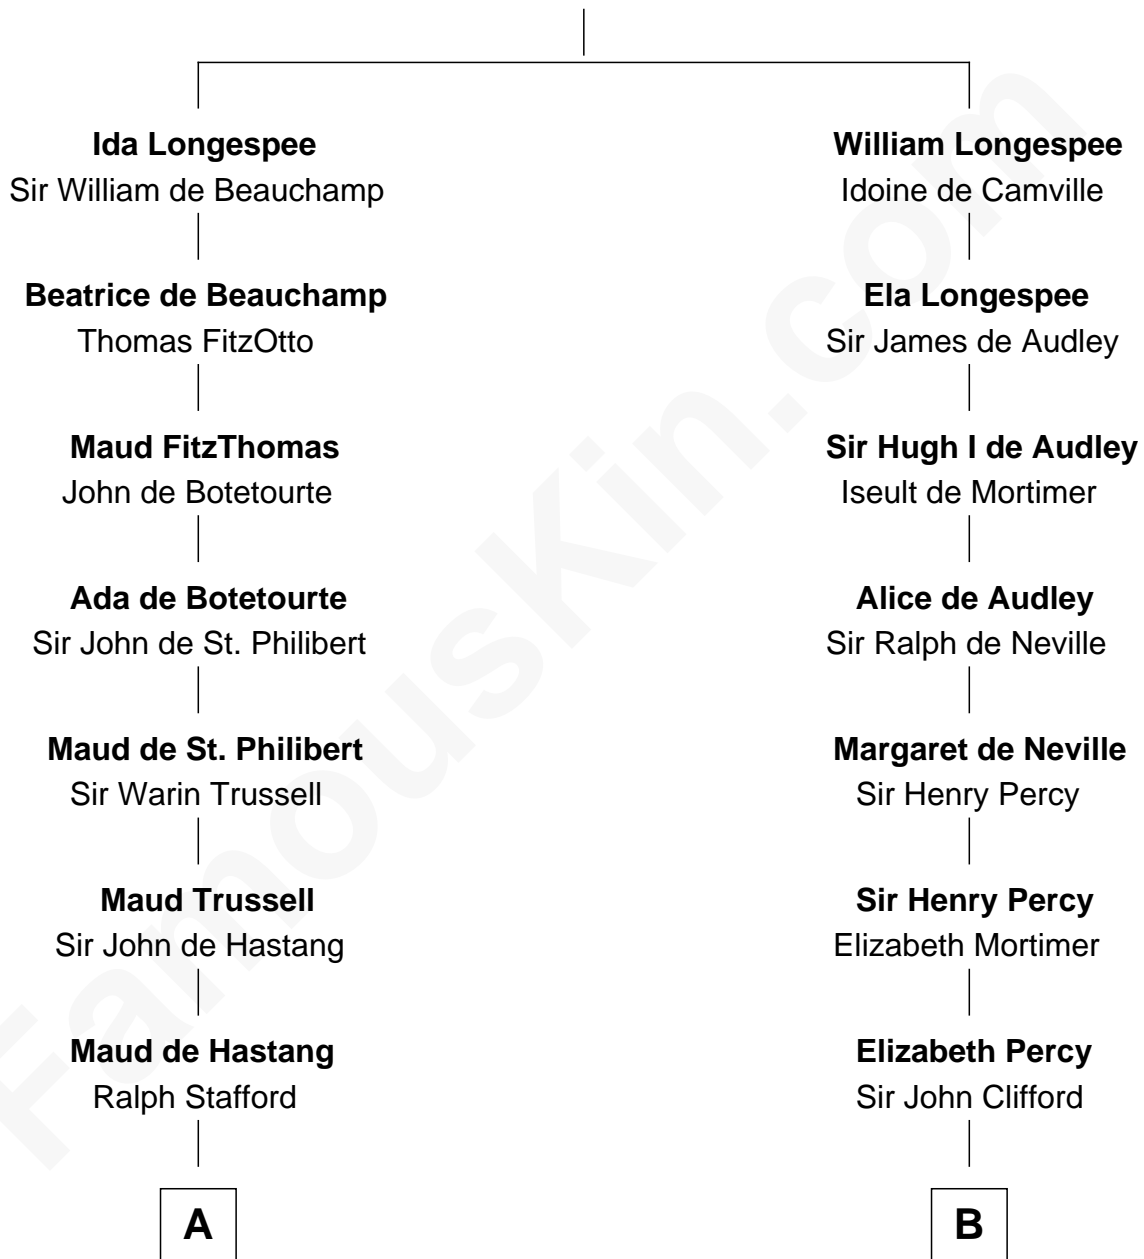 Ida Longespee
Sir William de Beauchamp
Beatrice de Beauchamp
Thomas FitzOtto
Maud FitzThomas
John de Botetourte
Ada de Botetourte
Sir John de St. Philibert
Maud de St. Philibert
Sir Warin Trussell
Maud Trussell
Sir John de Hastang
Maud de Hastang
Ralph Stafford
A
William Longespee
Idoine de Camville
Ela Longespee
Sir James de Audley
Sir Hugh I de Audley
Iseult de Mortimer
Alice de Audley
Sir Ralph de Neville
Margaret de Neville
Sir Henry Percy
Sir Henry Percy
Elizabeth Mortimer
Elizabeth Percy
Sir John Clifford
B
FamousKin.com